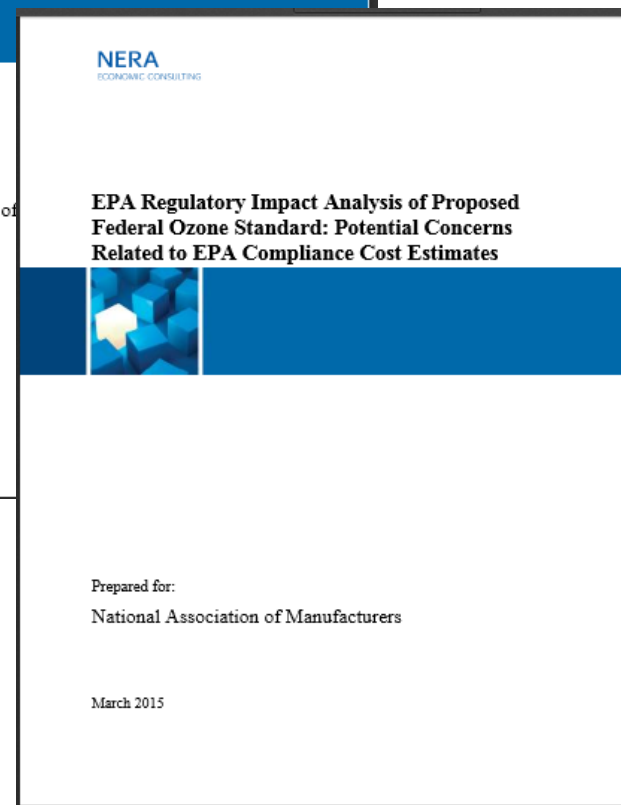 NERA
ECONOMIC CONSULTING
of
EPA Regulatory Impact Analysis of Proposed
Federal Ozone Standard: Potential Concerns
Related to EPA Compliance Cost Estimates
Prepared for:
National Association of Manufacturers
March 2015